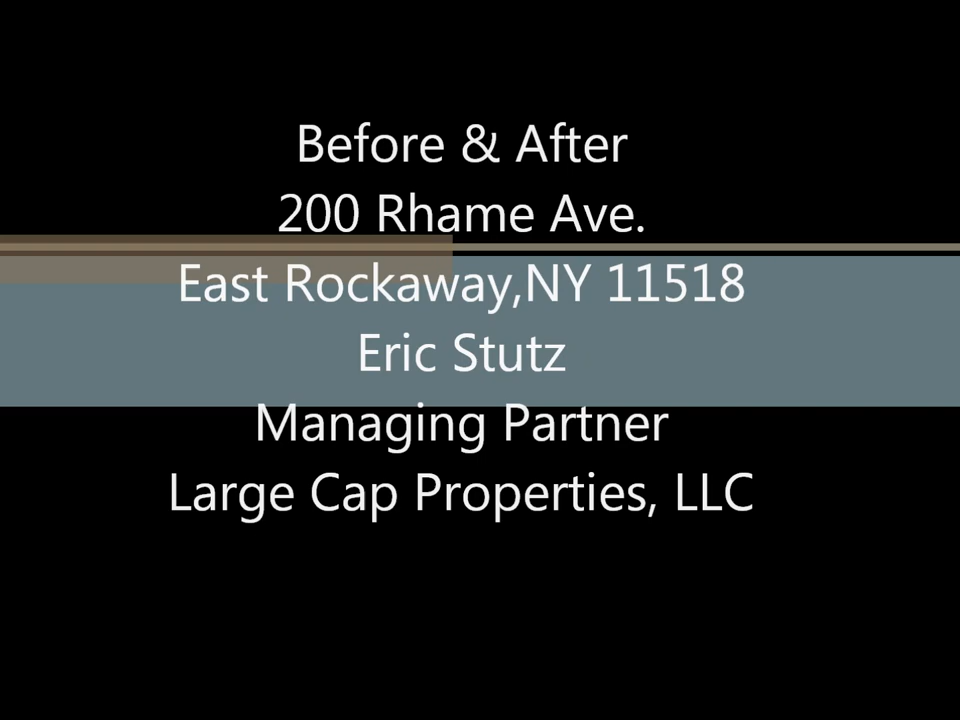 Before & After
200 Rhame Ave.
East Rockaway,NY 11518
Eric Stutz
Managing Partner
Large Cap Properties, LLC